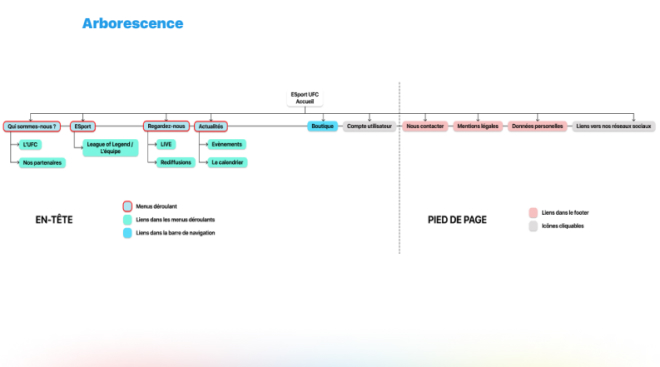 Arborescence
ESport UFC
Accueil
Qui sommes-nous ?
ESport
Regardez-nous
Actualités
Boutique
Compte utilisateur
Nous contacter
Mentions légales
Données personelles
Liens vers nos réseaux sociaux
L'UFC
League of Legend /
L'équipe
LIVE
Evènements
Nos partenaires
Rediffusions
Le calendrier
EN-TÊTE
Menus déroulant
Liens dans les menus déroulants
Liens dans la barre de navigation
PIED DE PAGE
Liens dans le footer
Icônes cliquables